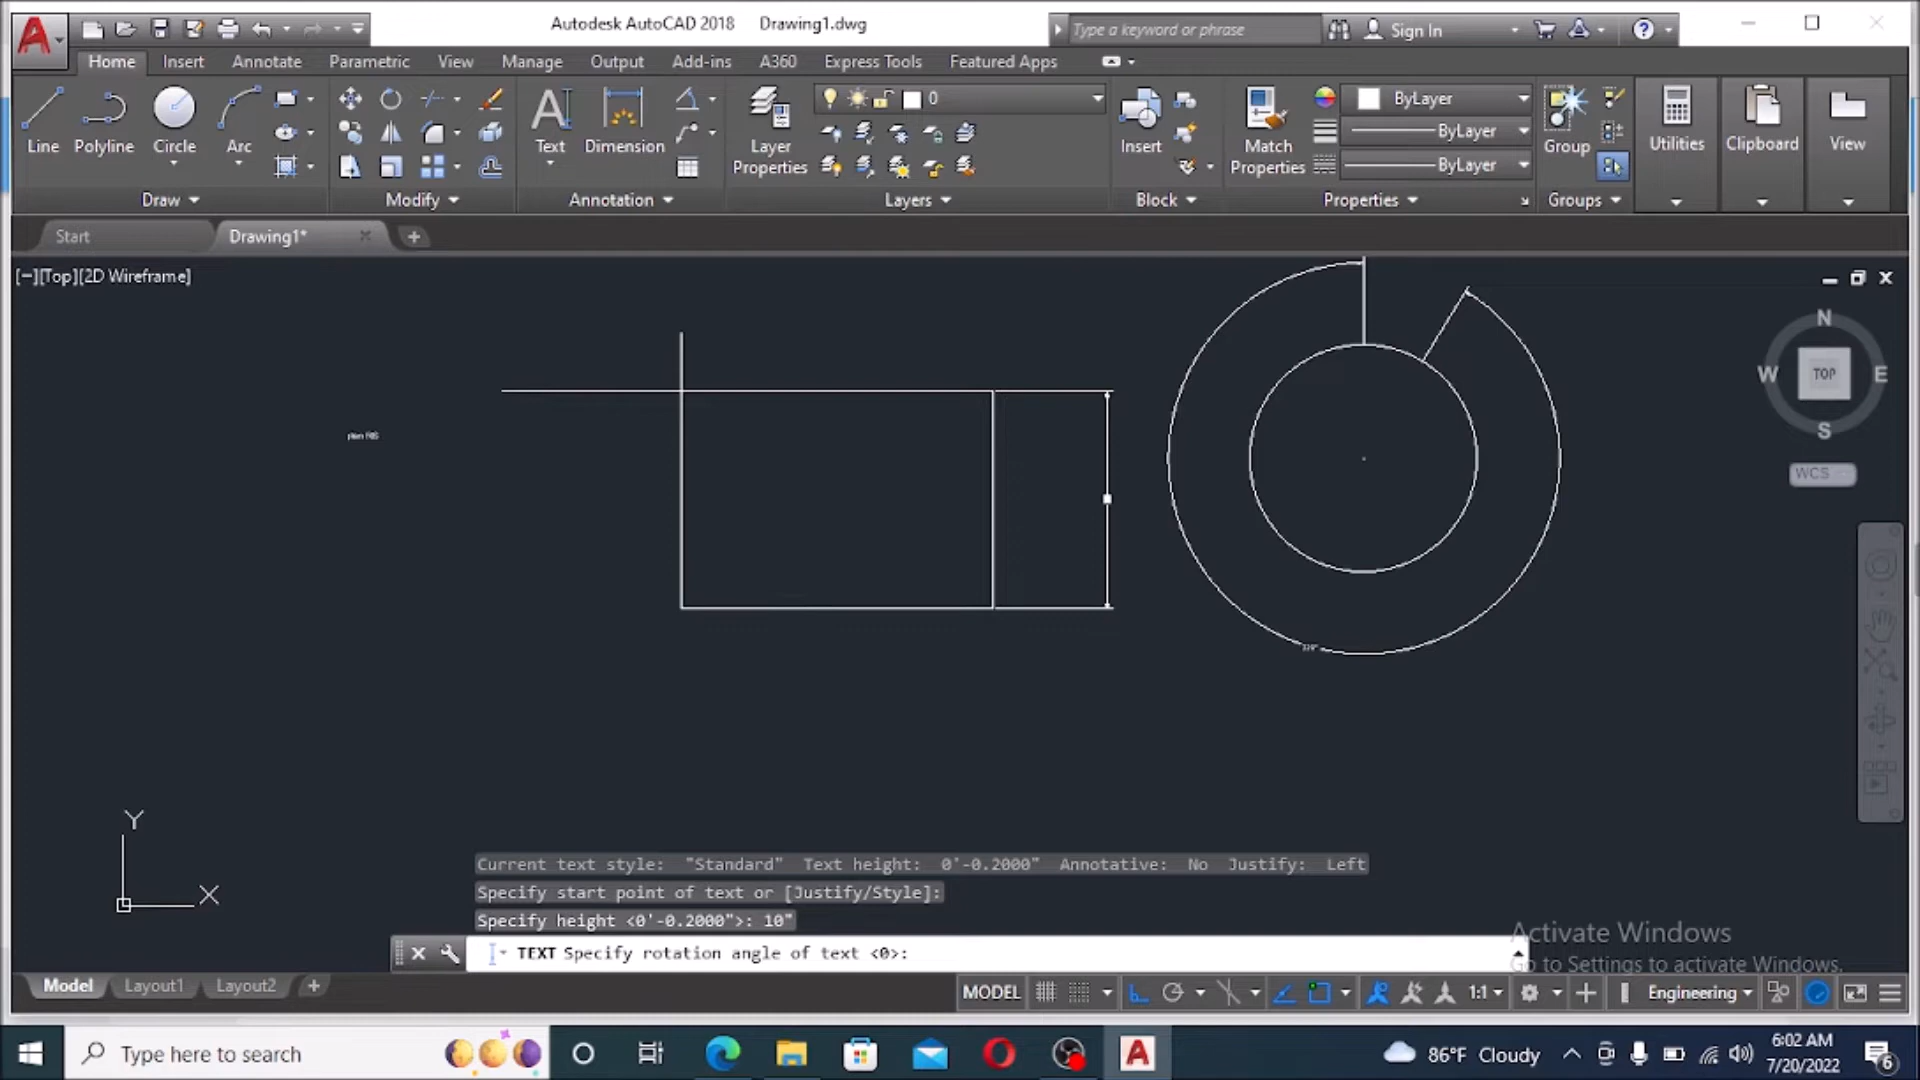 Autodesk AutoCAD 2018 Drawing1.dwg
Type a keyword or phrase
Sign In
Home Insert Annotate Parametric View Manage Output Add-ins A360 Express Tools Featured Apps
Line Polyline Circle Arc
Text Dimension
Layer Properties
0
Insert
Match Properties
ByLayer
ByLayer
ByLayer
Group
Utilities
Clipboard
View
Draw Modify Annotation Layers Block Properties Groups
Start Drawing1*
[−][Top][2D Wireframe]
N
W TOP E
S
WCS
Y
X
Current text style: "Standard" Text height: 0'-0.2000" Annotative: No Justify: Left
Specify start point of text or [Justify/Style]:
Specify height <0'-0.2000">: 10"
TEXT Specify rotation angle of text <0>:
Activate Windows
Go to Settings to activate Windows.
Model Layout1 Layout2
MODEL 1:1 Engineering
Type here to search
86°F Cloudy
6:02 AM
7/20/2022
6